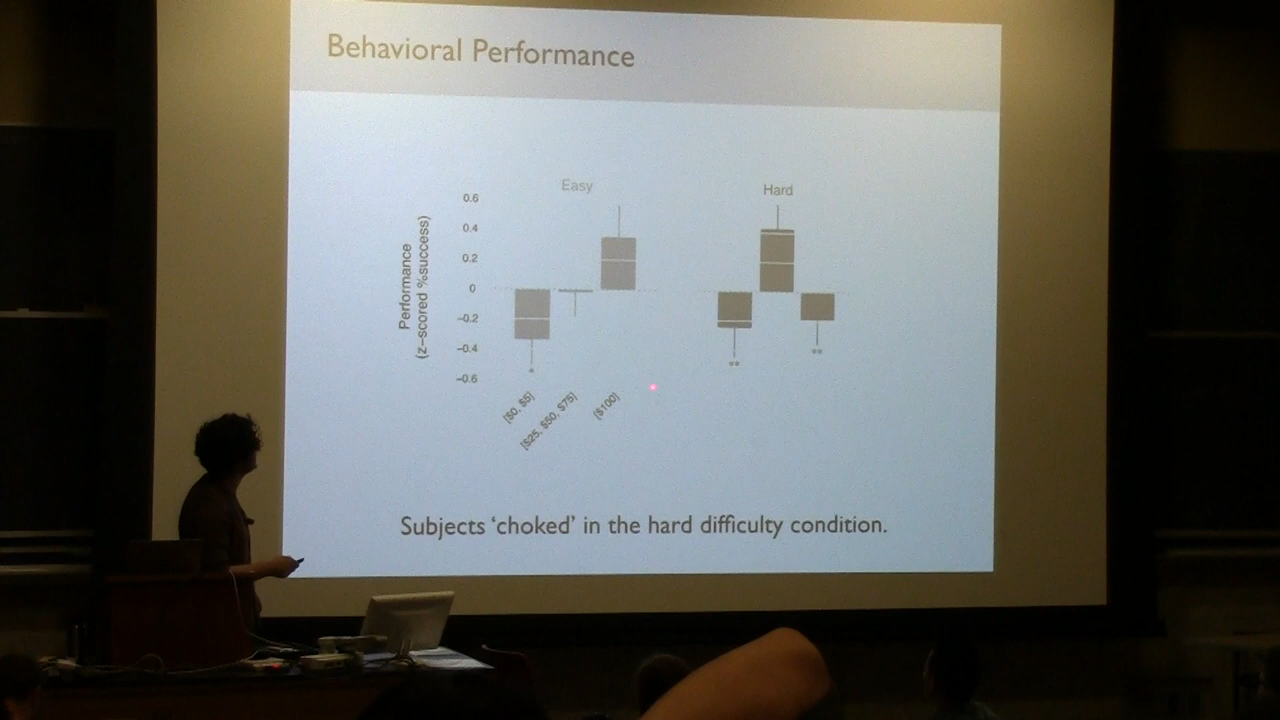 Behavioral Performance
Easy
Hard
Performance
(z-scored %success)
0.6
0.4
0.2
0
-0.2
-0.4
-0.6
*
**
**
[$0, $5]
[$25, $50, $75]
($100)
Subjects ‘choked’ in the hard difficulty condition.